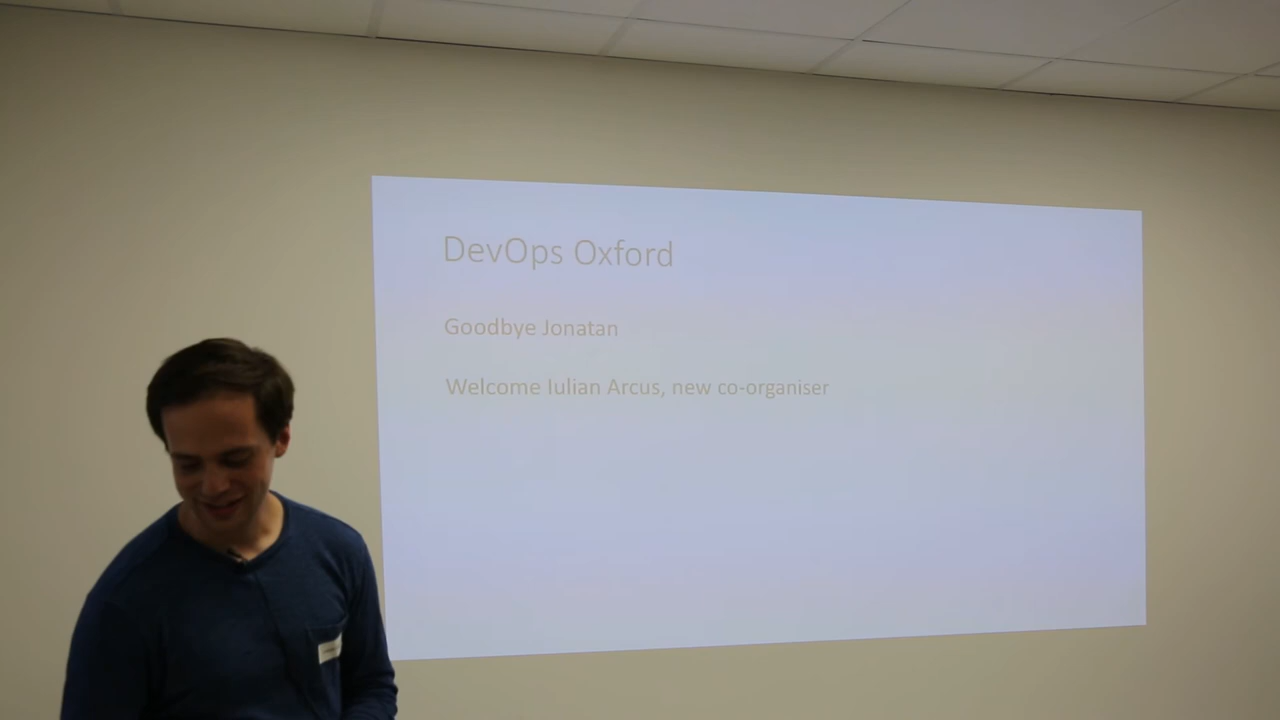 DevOps Oxford
Goodbye Jonatan
Welcome Iulian Arcus, new co-organiser